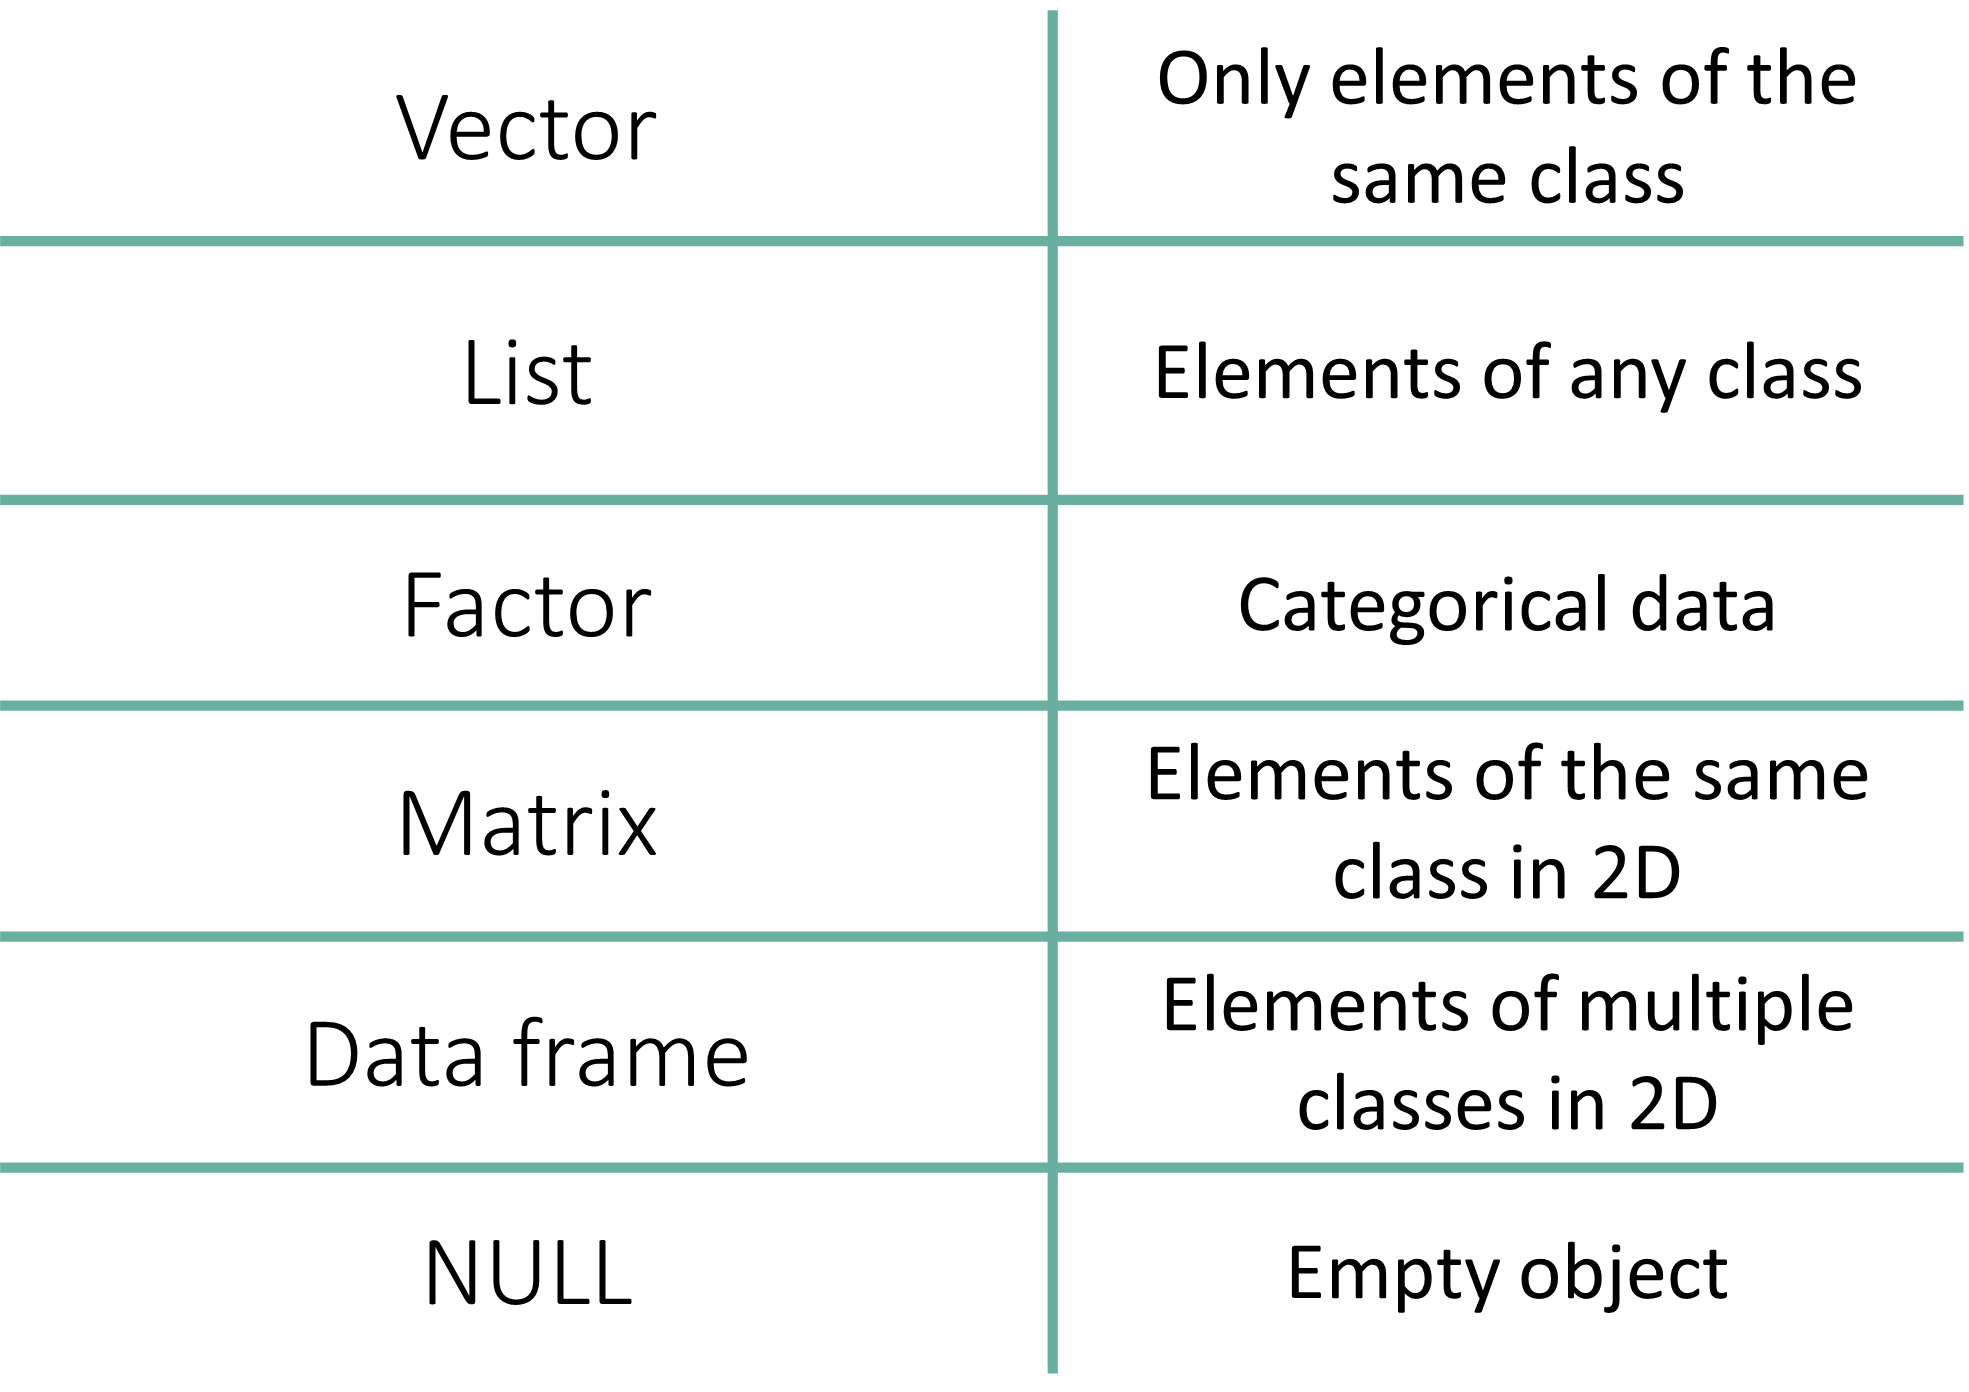 Vector
Only elements of the
same class
List
Elements of any class
Factor
Categorical data
Matrix
Elements of the same
class in 2D
Data frame
Elements of multiple
classes in 2D
NULL
Empty object